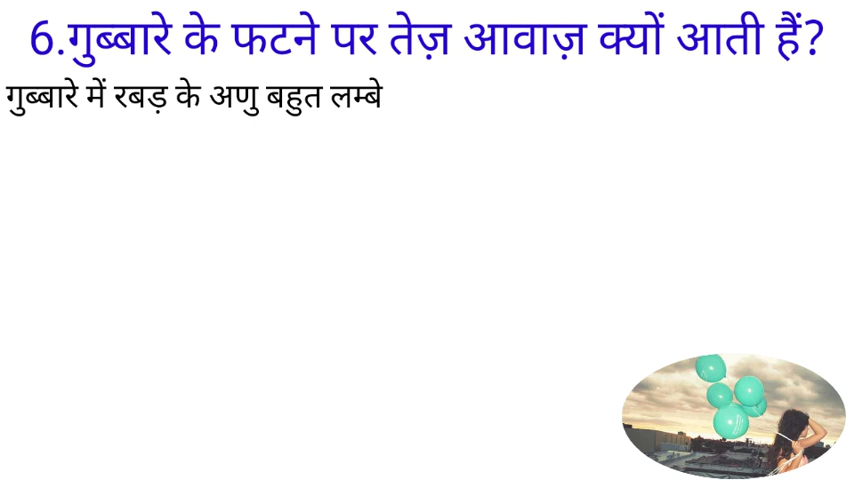 6.गुब्बारे के फटने पर तेज़ आवाज़ क्यों आती हैं?
गुब्बारे में रबड़ के अणु बहुत लम्बे